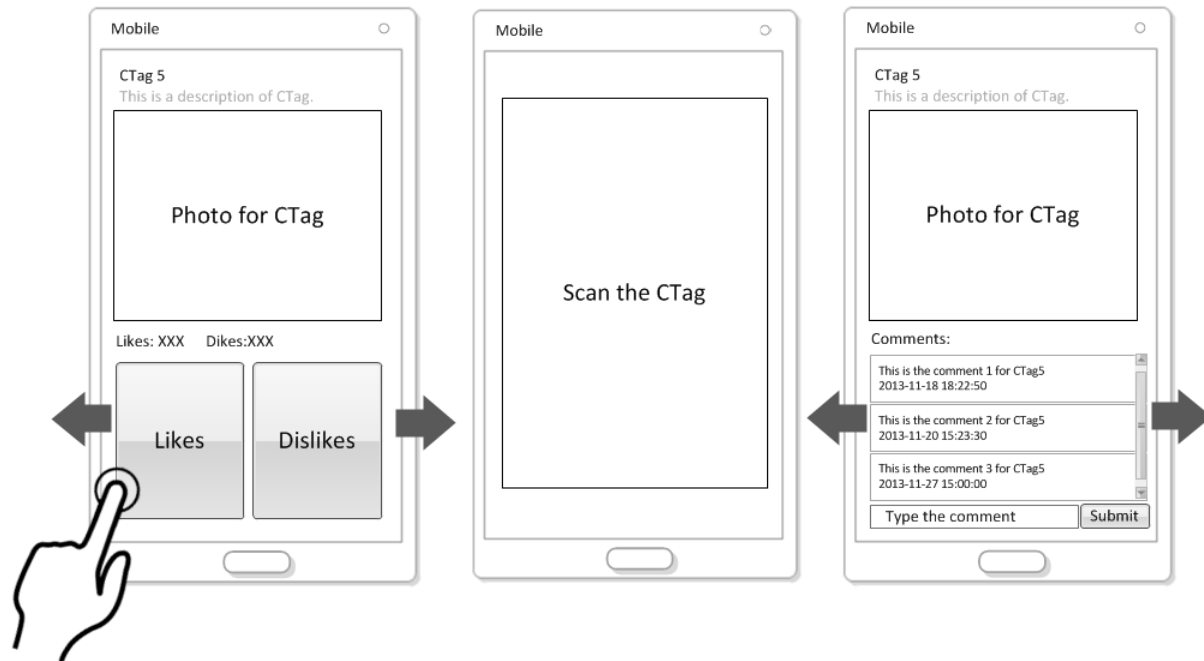 Mobile
CTag 5
This is a description of CTag.
Photo for CTag
Likes: XXX Dikes:XXX
Likes
Dislikes
Mobile
Scan the CTag
Mobile
CTag 5
This is a description of CTag.
Photo for CTag
Comments:
This is the comment 1 for CTag5
2013-11-18 18:22:50
This is the comment 2 for CTag5
2013-11-20 15:23:30
This is the comment 3 for CTag5
2013-11-27 15:00:00
Type the comment
Submit